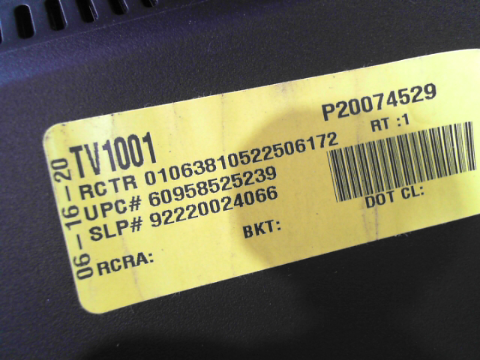 P20074529
TV1001
RT :1
RCTR 01063810522506172
UPC# 60958525239
SLP# 92220024066
DOT CL:
BKT:
RCRA:
06 - 16 - 20